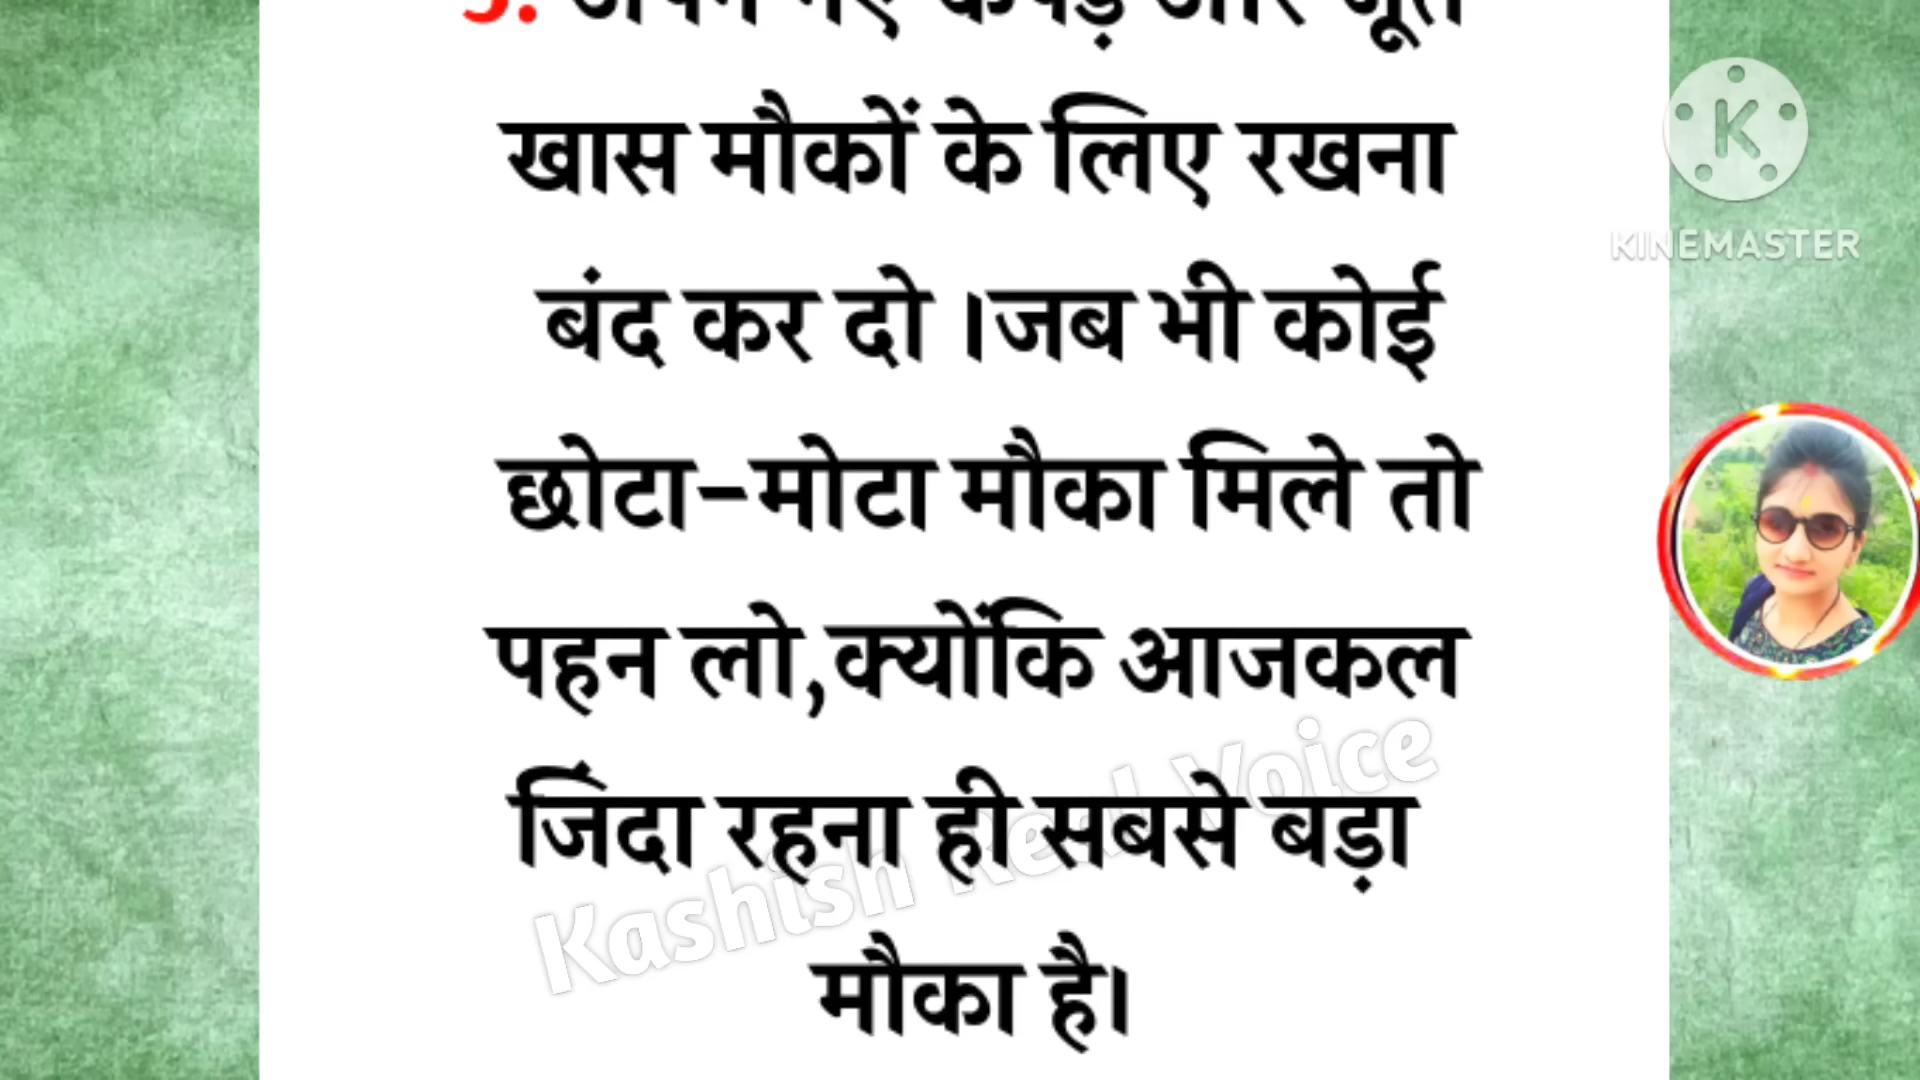 5. अपने नए कपड़े और जूते
खास मौकों के लिए रखना
बंद कर दो ।जब भी कोई
छोटा-मोटा मौका मिले तो
पहन लो,क्योंकि आजकल
जिंदा रहना ही सबसे बड़ा
मौका है।
Kashish Real Voice
K
KINEMASTER